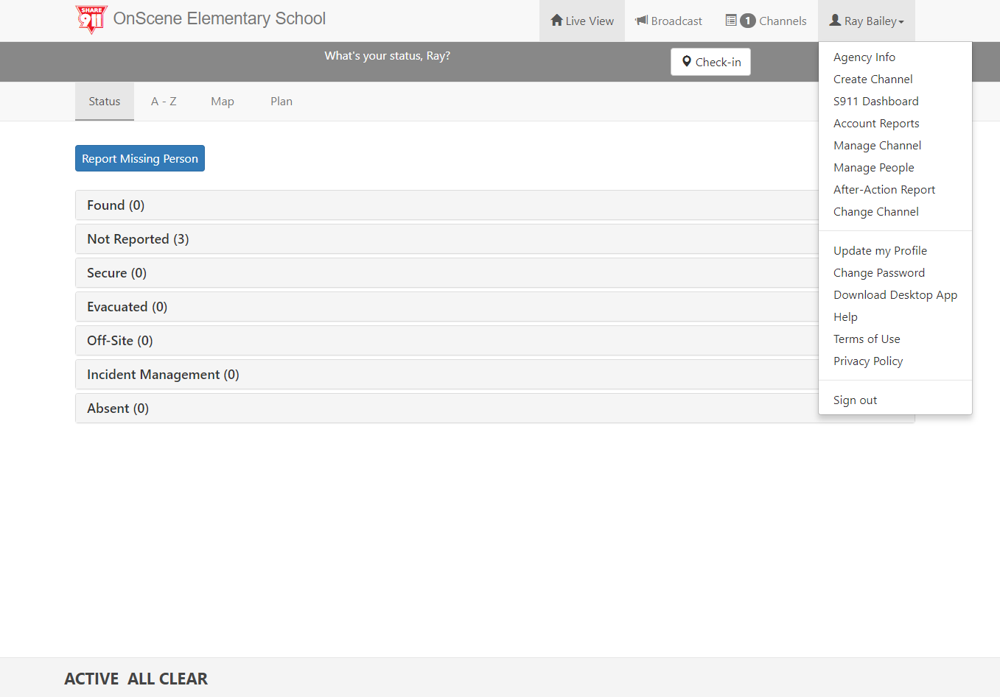 SHARE
911
OnScene Elementary School
Live View
Broadcast
1 Channels
Ray Bailey
What's your status, Ray?
Check-in
Status
A - Z
Map
Plan
Agency Info
Create Channel
S911 Dashboard
Account Reports
Manage Channel
Manage People
After-Action Report
Change Channel
Update my Profile
Change Password
Download Desktop App
Help
Terms of Use
Privacy Policy
Sign out
Report Missing Person
Found (0)
Not Reported (3)
Secure (0)
Evacuated (0)
Off-Site (0)
Incident Management (0)
Absent (0)
ACTIVE ALL CLEAR